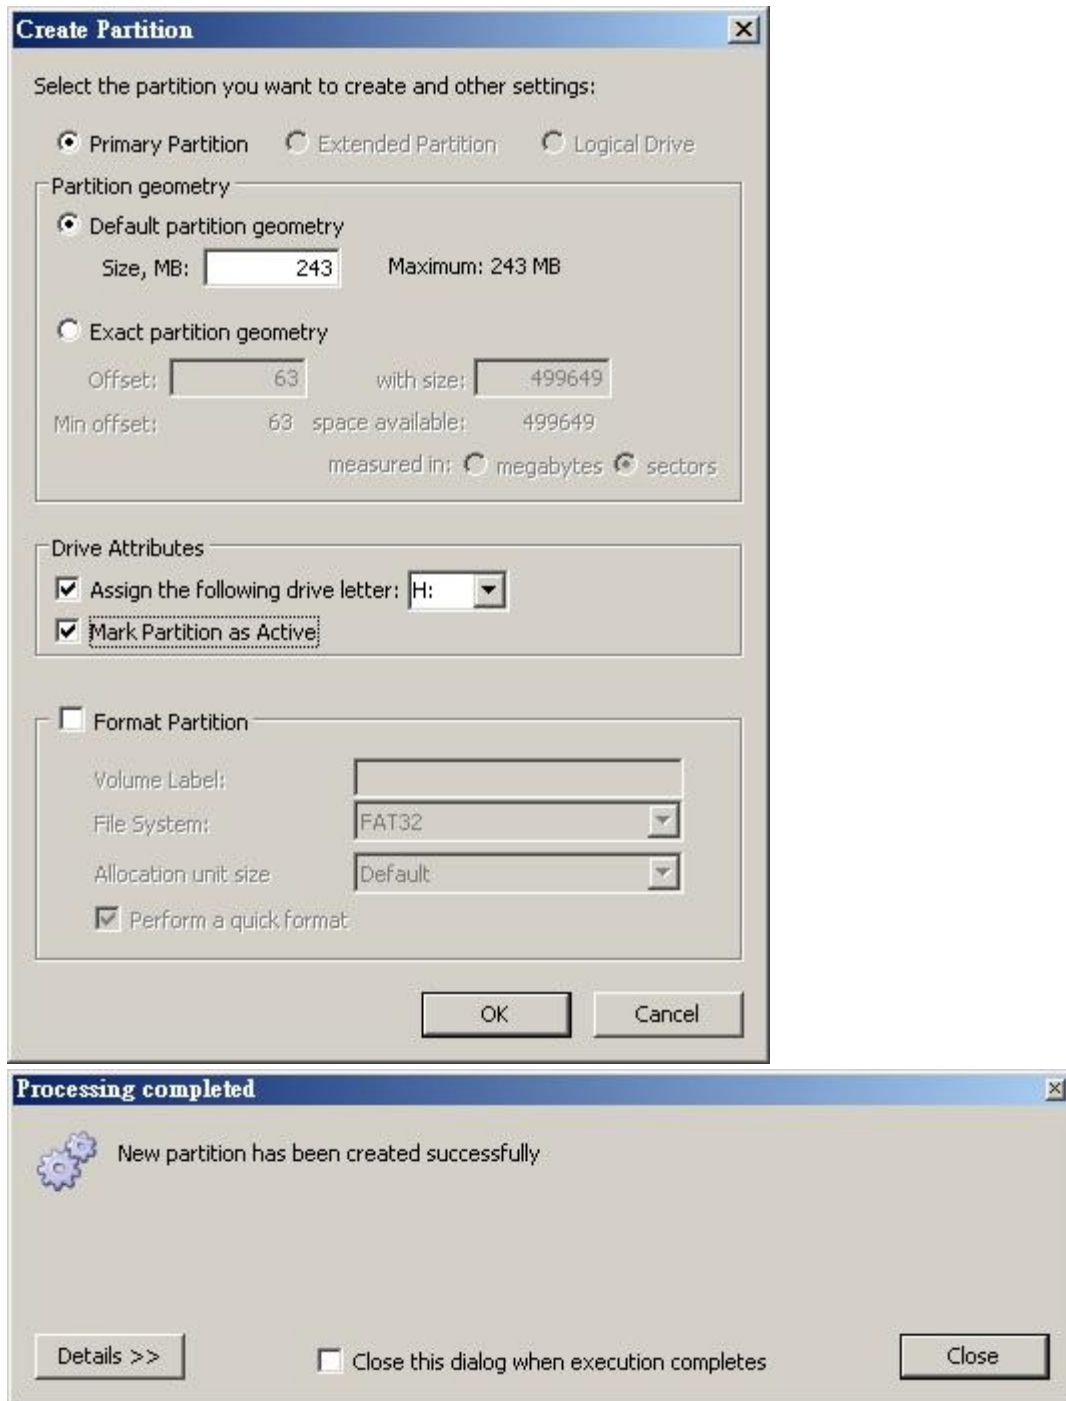 Create Partition
Select the partition you want to create and other settings:
Primary Partition Extended Partition Logical Drive
Partition geometry
Default partition geometry
Size, MB: 243 Maximum: 243 MB
Exact partition geometry
Offset: 63 with size: 499649
Min offset: 63 space available: 499649
measured in: megabytes sectors
Drive Attributes
Assign the following drive letter: H:
Mark Partition as Active
Format Partition
Volume Label:
File System: FAT32
Allocation unit size Default
Perform a quick format
OK Cancel
Processing completed
New partition has been created successfully
Details >> Close this dialog when execution completes Close